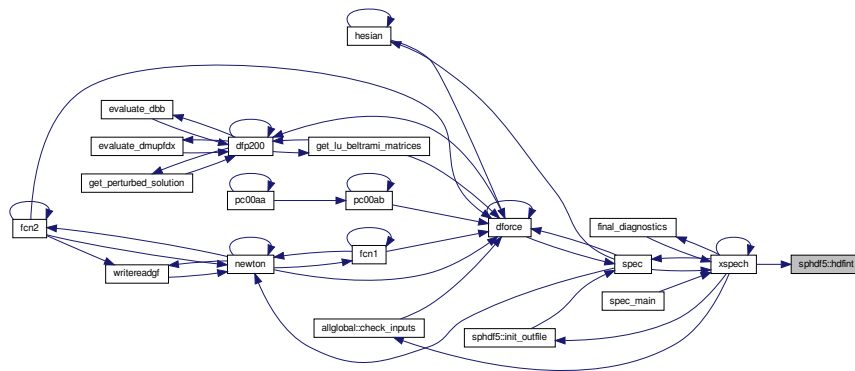 hesian
evaluate_dbb
evaluate_dmupfdx
dfp200
get_lu_beltrami_matrices
get_perturbed_solution
pc00aa
pc00ab
fcn2
dforce
final_diagnostics
fcn1
writereadgf
newton
spec
xspech
sphdf5::hdfint
spec_main
allglobal::check_inputs
sphdf5::init_outfile